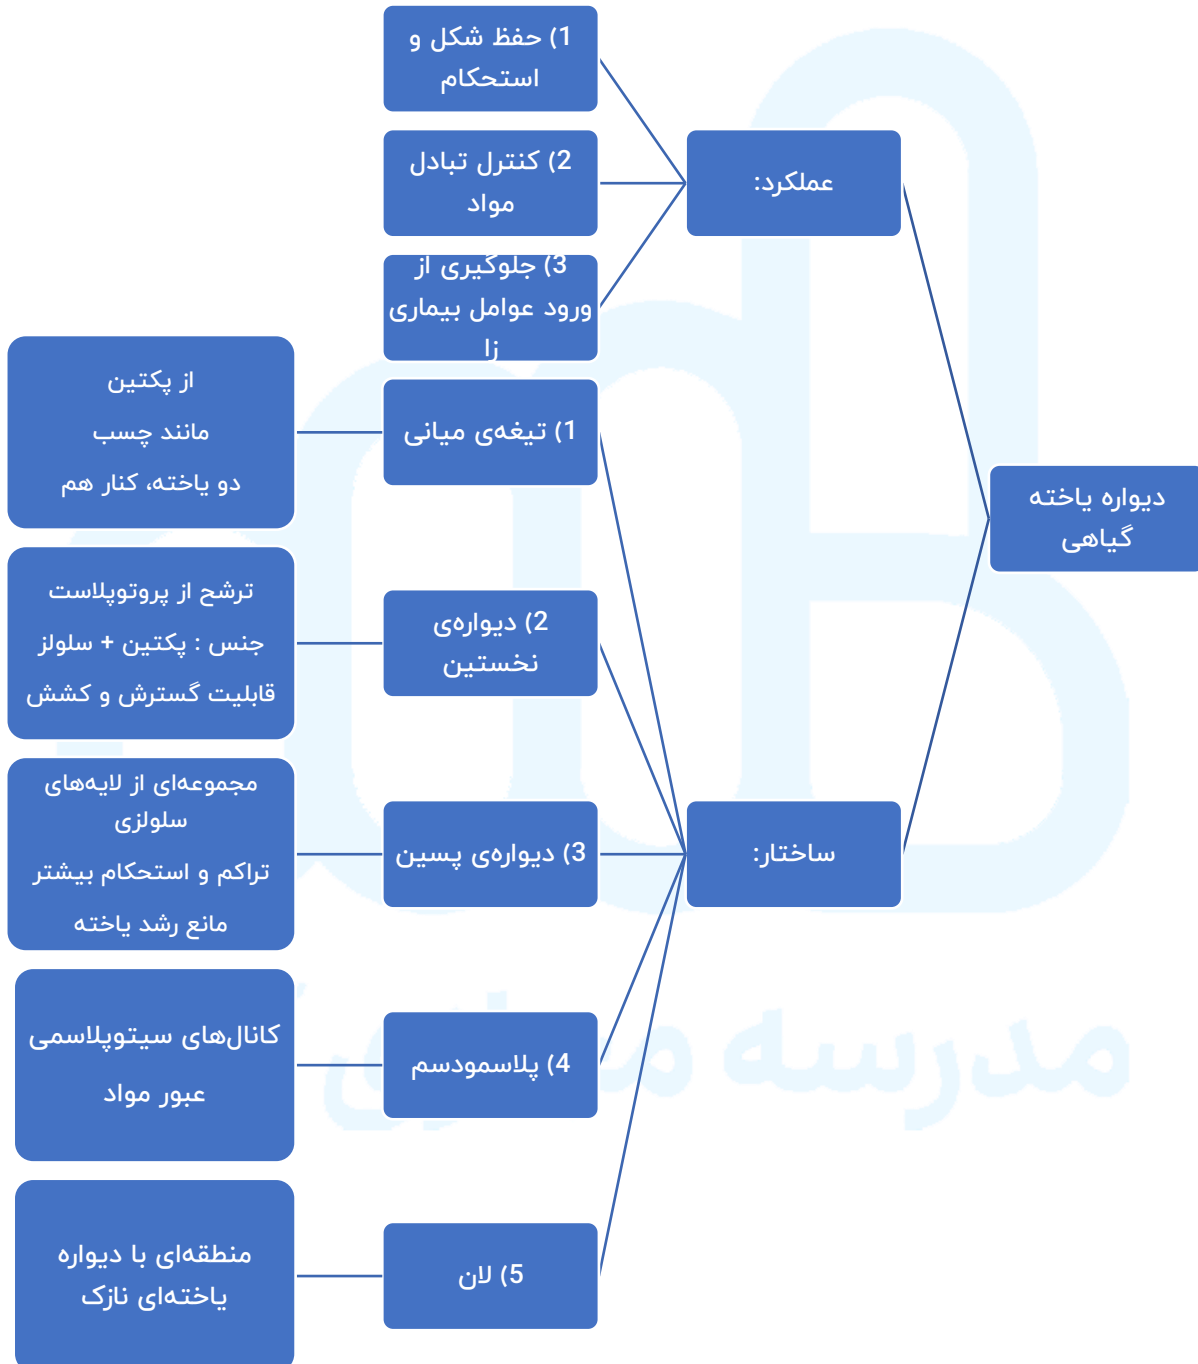 دیواره یاخته
گیاهی
عملکرد:
1) حفظ شکل و
استحکام
2) کنترل تبادل
مواد
3) جلوگیری از
ورود عوامل بیماری
زا
ساختار:
1) تیغه‌ی میانی
از پکتین
مانند چسب
دو یاخته، کنار هم
2) دیواره‌ی
نخستین
ترشح از پروتوپلاست
جنس : پکتین + سلولز
قابلیت گسترش و کشش
3) دیواره‌ی پسین
مجموعه‌ای از لایه‌های
سلولزی
تراکم و استحکام بیشتر
مانع رشد یاخته
4) پلاسمودسم
کانال‌های سیتوپلاسمی
عبور مواد
5) لان
منطقه‌ای با دیواره
یاخته‌ای نازک
مدرسه